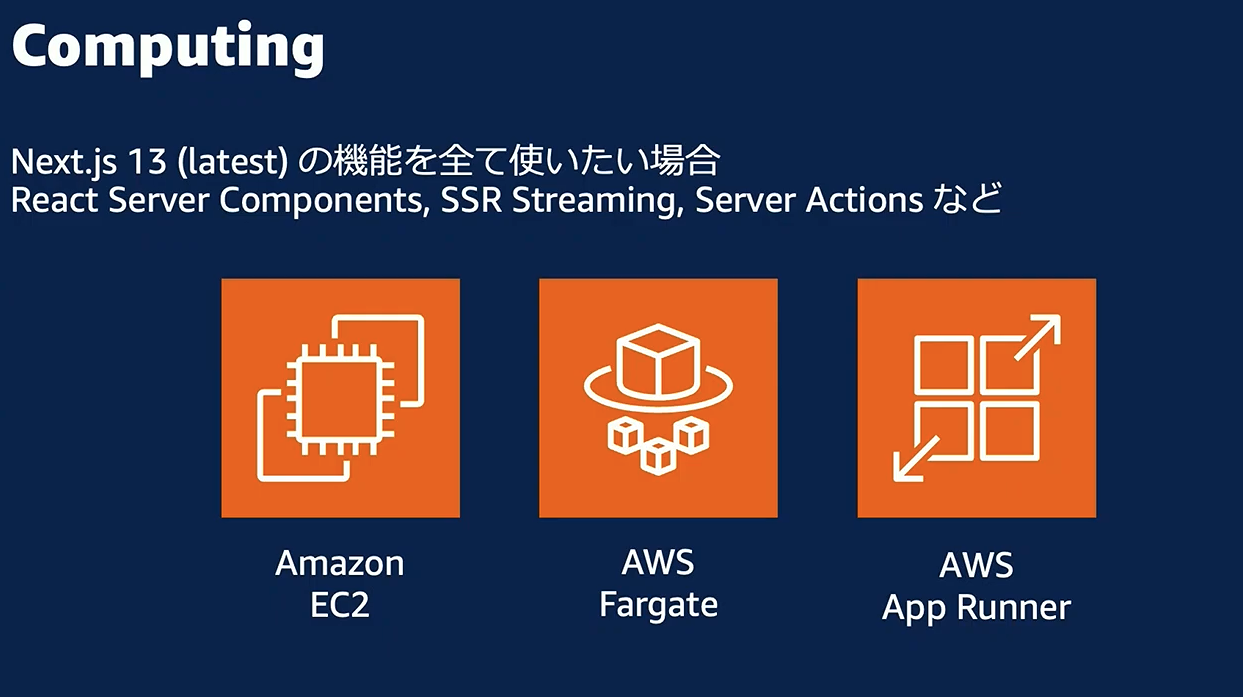 Computing
Next.js 13 (latest) の機能を全て使いたい場合
React Server Components, SSR Streaming, Server Actions など
Amazon
EC2
AWS
Fargate
AWS
App Runner